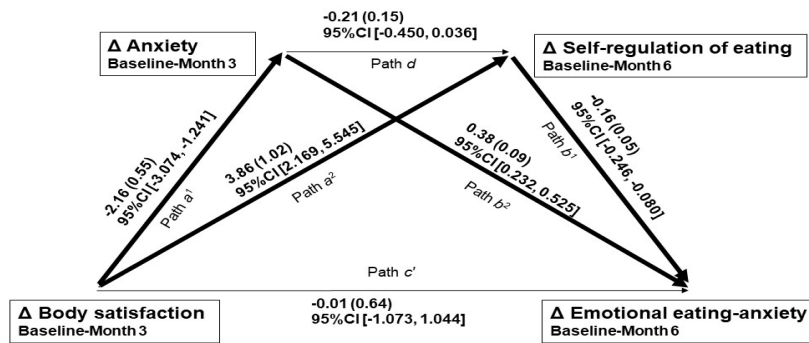 -0.21 (0.15)
95%CI [-0.450, 0.036]
Δ Anxiety
Baseline-Month 3
Path d
Δ Self-regulation of eating
Baseline-Month 6
-2.16 (0.55)
95%CI [-3.074, -1.241]
Path a¹
3.86 (1.02)
95%CI [2.169, 5.545]
Path a²
0.38 (0.09)
95%CI [0.232, 0.525]
Path b²
-0.16 (0.05)
95%CI [-0.246, -0.080]
Path b¹
Path c'
Δ Body satisfaction
Baseline-Month 3
-0.01 (0.64)
95%CI [-1.073, 1.044]
Δ Emotional eating-anxiety
Baseline-Month 6